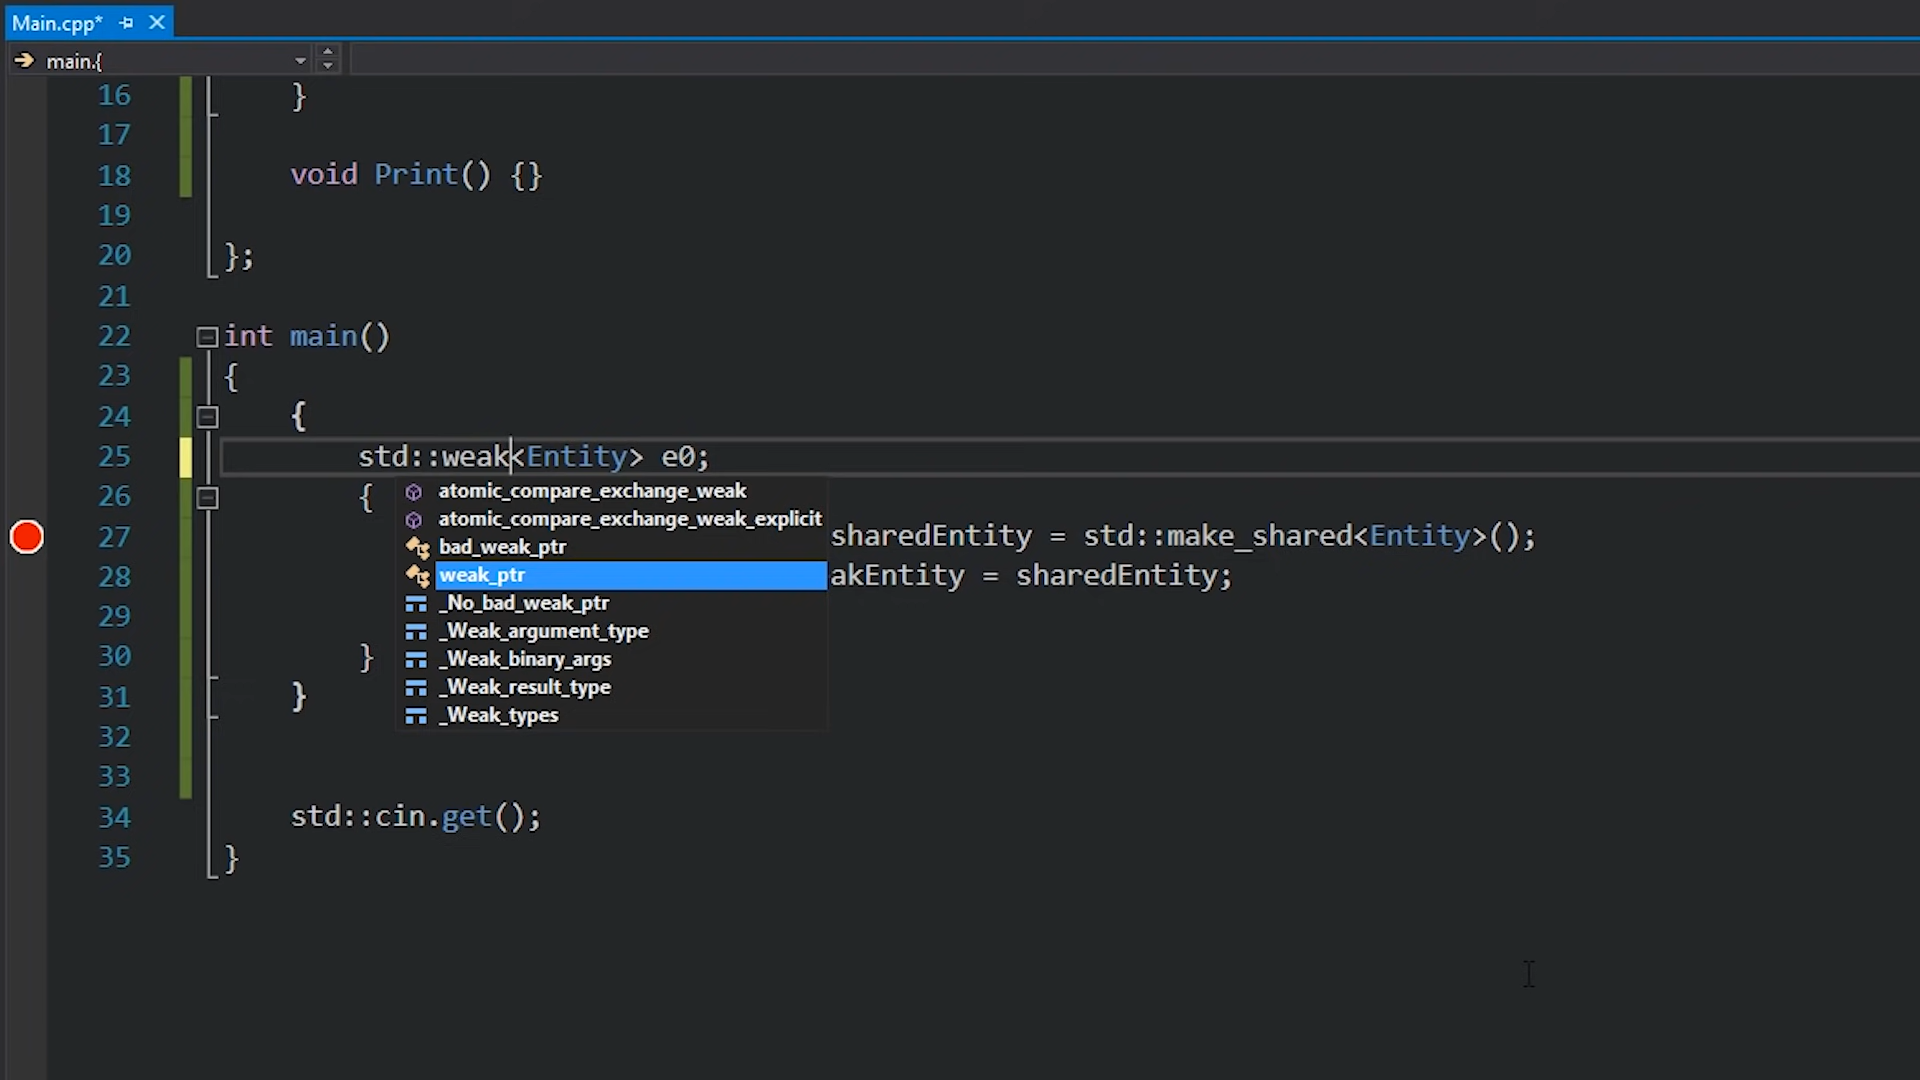 Main.cpp*
main.{
16 }
17
18 void Print() {}
19
20 };
21
22 int main()
23 {
24 {
25 std::weak<Entity> e0;
26 {
atomic_compare_exchange_weak
atomic_compare_exchange_weak_explicit
27 sharedEntity = std::make_shared<Entity>();
bad_weak_ptr
28 akEntity = sharedEntity;
weak_ptr
29
_No_bad_weak_ptr
_Weak_argument_type
30 }
_Weak_binary_args
31 }
_Weak_result_type
_Weak_types
32
33
34 std::cin.get();
35 }